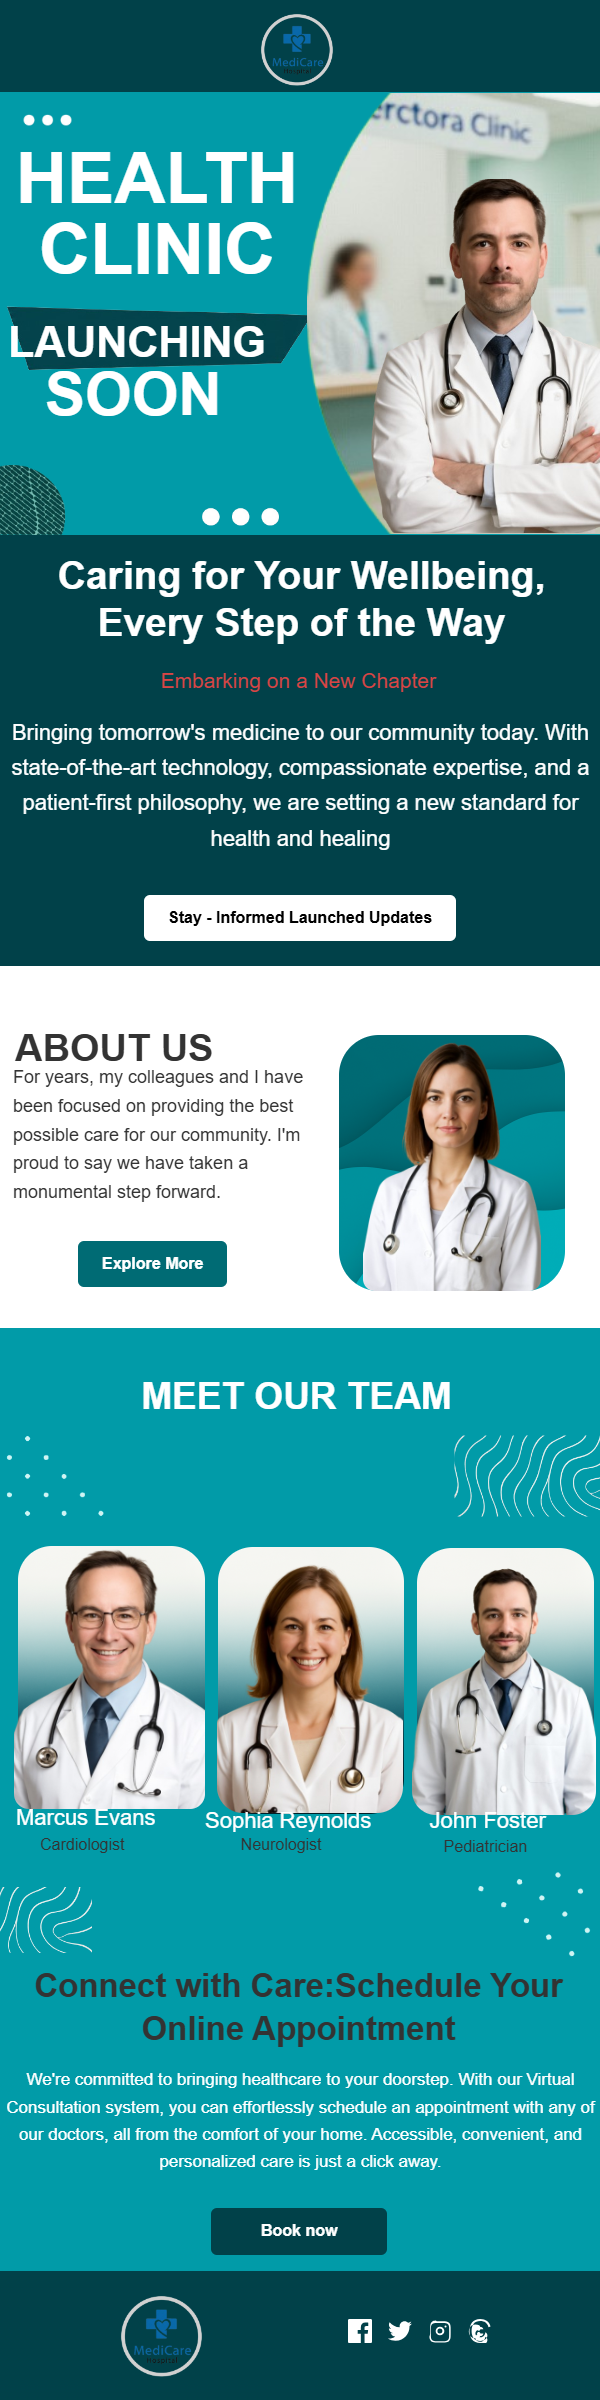 MediCare
Hospital
HEALTH
CLINIC
LAUNCHING
SOON
erctora Clinic
Caring for Your Wellbeing,
Every Step of the Way
Embarking on a New Chapter
Bringing tomorrow's medicine to our community today. With
state-of-the-art technology, compassionate expertise, and a
patient-first philosophy, we are setting a new standard for
health and healing
Stay - Informed Launched Updates
ABOUT US
For years, my colleagues and I have
been focused on providing the best
possible care for our community. I'm
proud to say we have taken a
monumental step forward.
Explore More
MEET OUR TEAM
Marcus Evans
Cardiologist
Sophia Reynolds
Neurologist
John Foster
Pediatrician
Connect with Care:Schedule Your
Online Appointment
We're committed to bringing healthcare to your doorstep. With our Virtual
Consultation system, you can effortlessly schedule an appointment with any of
our doctors, all from the comfort of your home. Accessible, convenient, and
personalized care is just a click away.
Book now
MediCare
Hospital